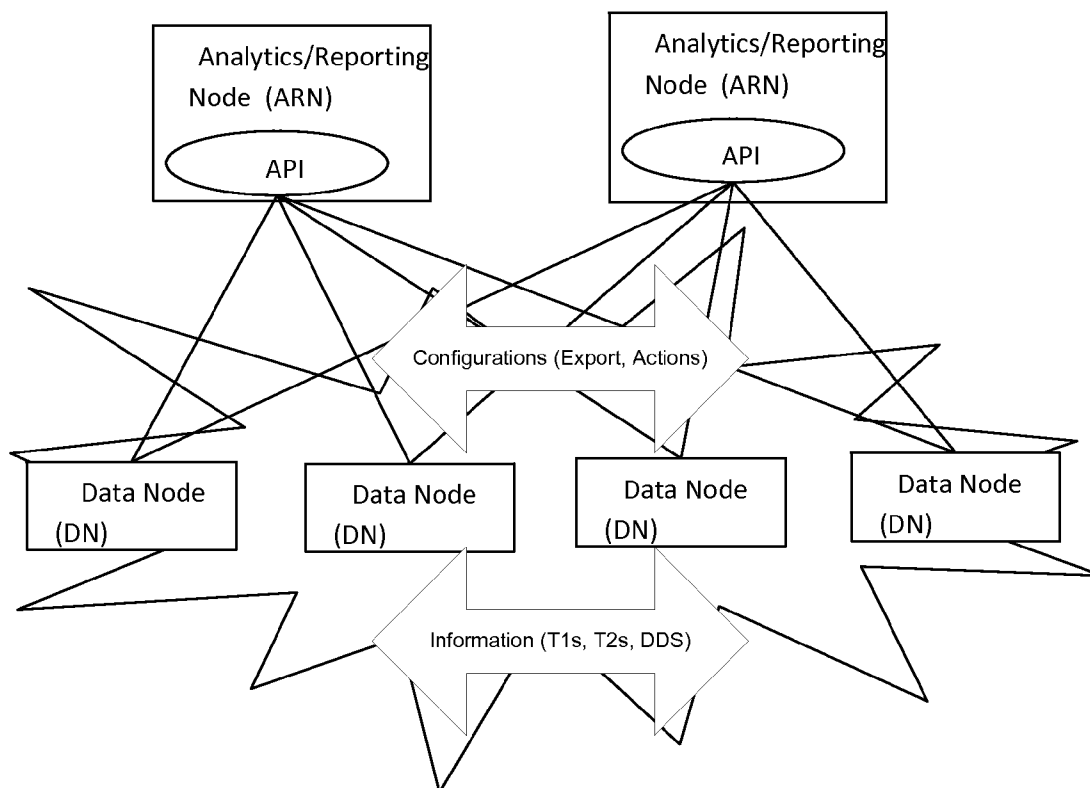 Analytics/Reporting
Node (ARN)
API
Analytics/Reporting
Node (ARN)
API
Configurations (Export, Actions)
Data Node
(DN)
Data Node
(DN)
Data Node
(DN)
Data Node
(DN)
Information (T1s, T2s, DDS)